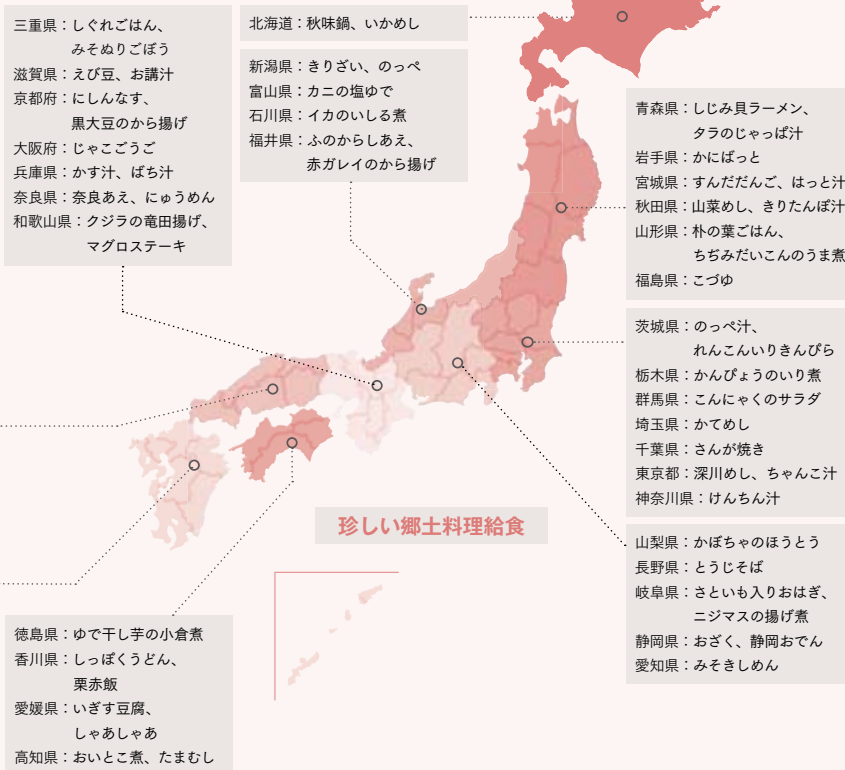 三重県：しぐれごはん、
みそぬりごぼう
滋賀県：えび豆、お講汁
京都府：にしんなす、
黒大豆のから揚げ
大阪府：じゃこごうご
兵庫県：かす汁、ばち汁
奈良県：奈良あえ、にゅうめん
和歌山県：クジラの竜田揚げ、
マグロステーキ
北海道：秋味鍋、いかめし
新潟県：きりざい、のっぺ
富山県：カニの塩ゆで
石川県：イカのいしる煮
福井県：ふのからしあえ、
赤ガレイのから揚げ
青森県：しじみ貝ラーメン、
タラのじゃっぱ汁
岩手県：かにばっと
宮城県：すんだだんご、はっと汁
秋田県：山菜めし、きりたんぽ汁
山形県：朴の葉ごはん、
ちぢみだいこんのうま煮
福島県：こづゆ
茨城県：のっぺ汁、
れんこんいりきんぴら
栃木県：かんぴょうのいり煮
群馬県：こんにゃくのサラダ
埼玉県：かてめし
千葉県：さんが焼き
東京都：深川めし、ちゃんこ汁
神奈川県：けんちん汁
珍しい郷土料理給食
山梨県：かぼちゃのほうとう
長野県：とうじそば
岐阜県：さといも入りおはぎ、
ニジマスの揚げ煮
静岡県：おざく、静岡おでん
愛知県：みそきしめん
徳島県：ゆで干し芋の小倉煮
香川県：しっぽくうどん、
栗赤飯
愛媛県：いぎす豆腐、
しゃあしゃあ
高知県：おいとこ煮、たまむし